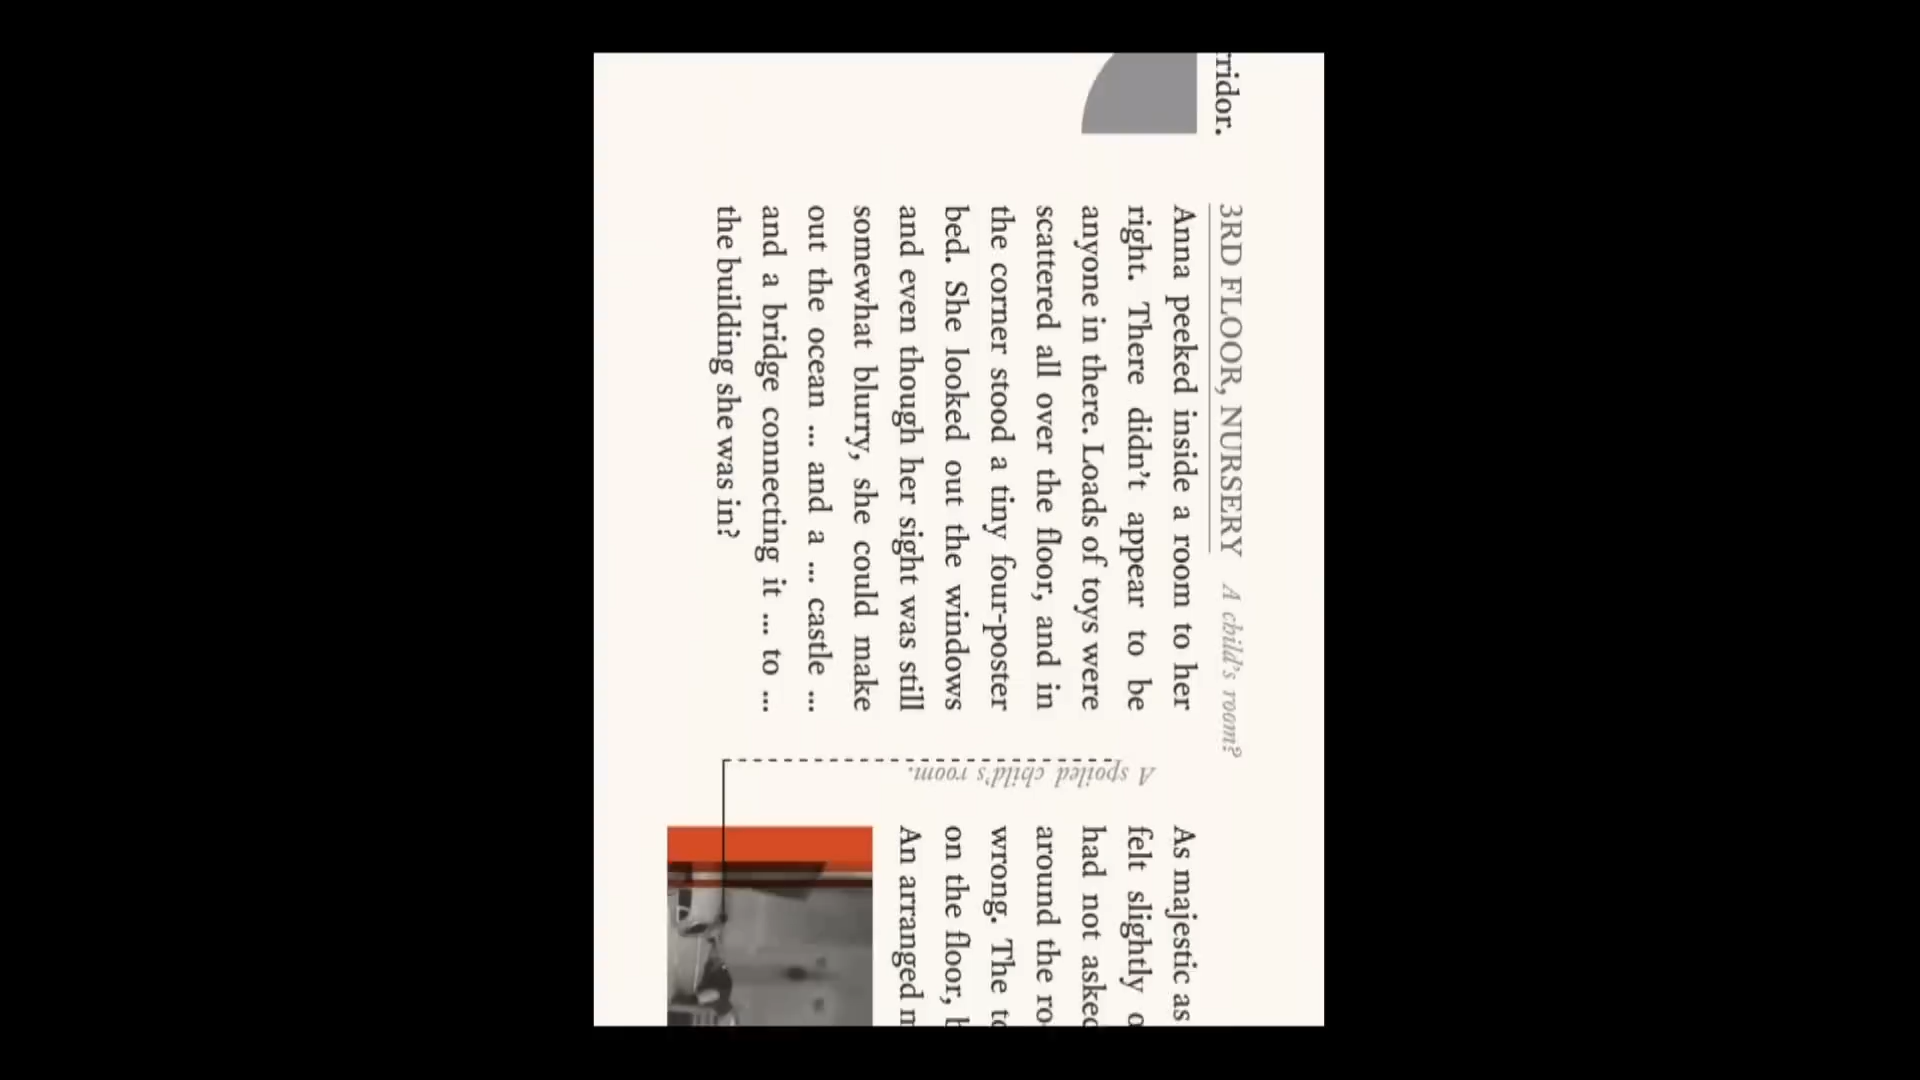 rridor.
3RD FLOOR, NURSERY A child's room?
Anna peeked inside a room to her
right. There didn't appear to be
anyone in there. Loads of toys were
scattered all over the floor, and in
the corner stood a tiny four-poster
bed. She looked out the windows
and even though her sight was still
somewhat blurry, she could make
out the ocean ... and a ... castle ...
and a bridge connecting it ... to ...
the building she was in?
A spoiled child's room.
As majestic as
felt slightly o
had not asked
around the ro
wrong. The to
on the floor, b
An arranged m